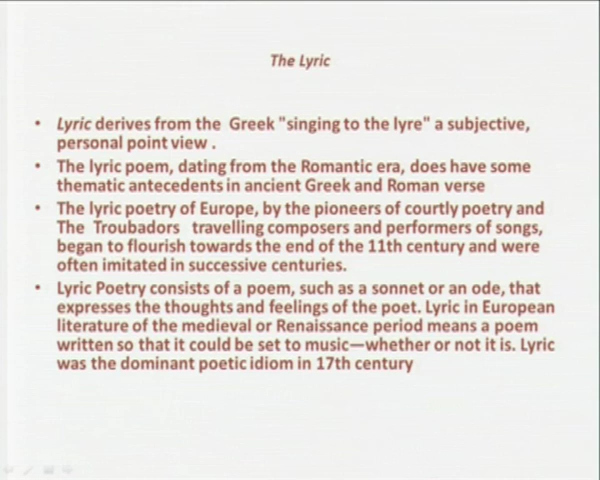 The Lyric
• Lyric derives from the Greek "singing to the lyre" a subjective,
personal point view .
• The lyric poem, dating from the Romantic era, does have some
thematic antecedents in ancient Greek and Roman verse
• The lyric poetry of Europe, by the pioneers of courtly poetry and
The Troubadors travelling composers and performers of songs,
began to flourish towards the end of the 11th century and were
often imitated in successive centuries.
• Lyric Poetry consists of a poem, such as a sonnet or an ode, that
expresses the thoughts and feelings of the poet. Lyric in European
literature of the medieval or Renaissance period means a poem
written so that it could be set to music—whether or not it is. Lyric
was the dominant poetic idiom in 17th century